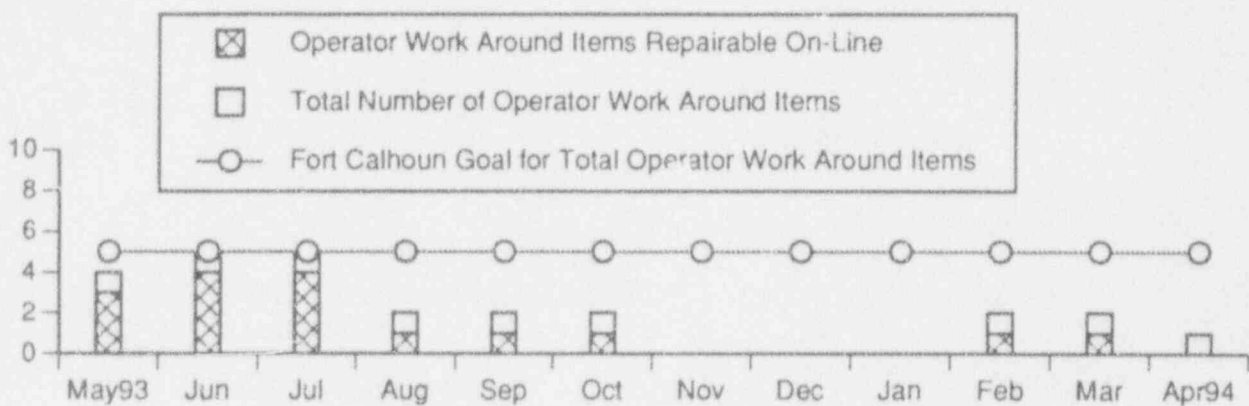 Operator Work Around Items Repairable On-Line
Total Number of Operator Work Around Items
Fort Calhoun Goal for Total Operator Work Around Items
10
8
6
4
2
0
May93 Jun Jul Aug Sep Oct Nov Dec Jan Feb Mar Apr94